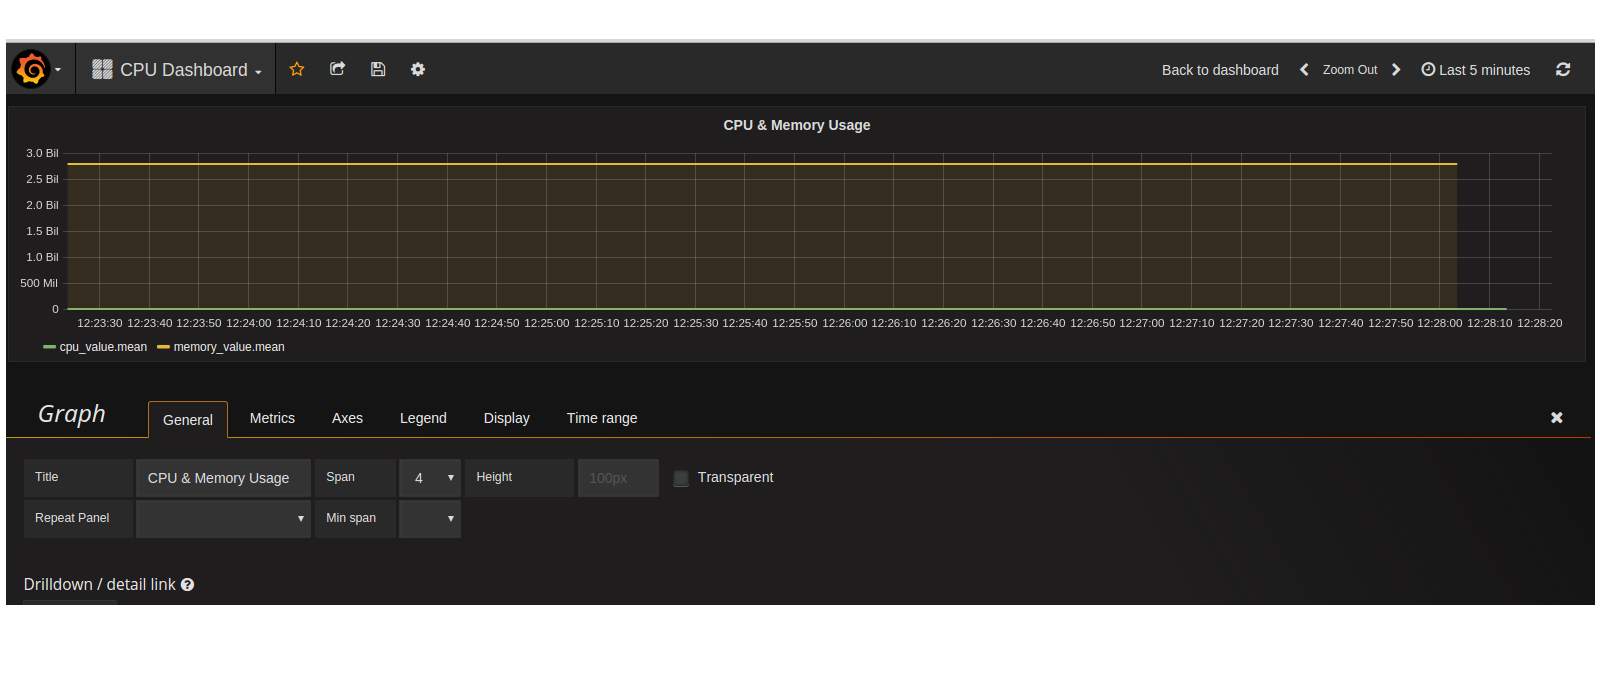 CPU Dashboard
Back to dashboard Zoom Out Last 5 minutes
CPU & Memory Usage
3.0 Bil
2.5 Bil
2.0 Bil
1.5 Bil
1.0 Bil
500 Mil
0
12:23:30 12:23:40 12:23:50 12:24:00 12:24:10 12:24:20 12:24:30 12:24:40 12:24:50 12:25:00 12:25:10 12:25:20 12:25:30 12:25:40 12:25:50 12:26:00 12:26:10 12:26:20 12:26:30 12:26:40 12:26:50 12:27:00 12:27:10 12:27:20 12:27:30 12:27:40 12:27:50 12:28:00 12:28:10 12:28:20
cpu_value.mean memory_value.mean
Graph General Metrics Axes Legend Display Time range
Title CPU & Memory Usage Span 4 Height 100px Transparent
Repeat Panel Min span
Drilldown / detail link